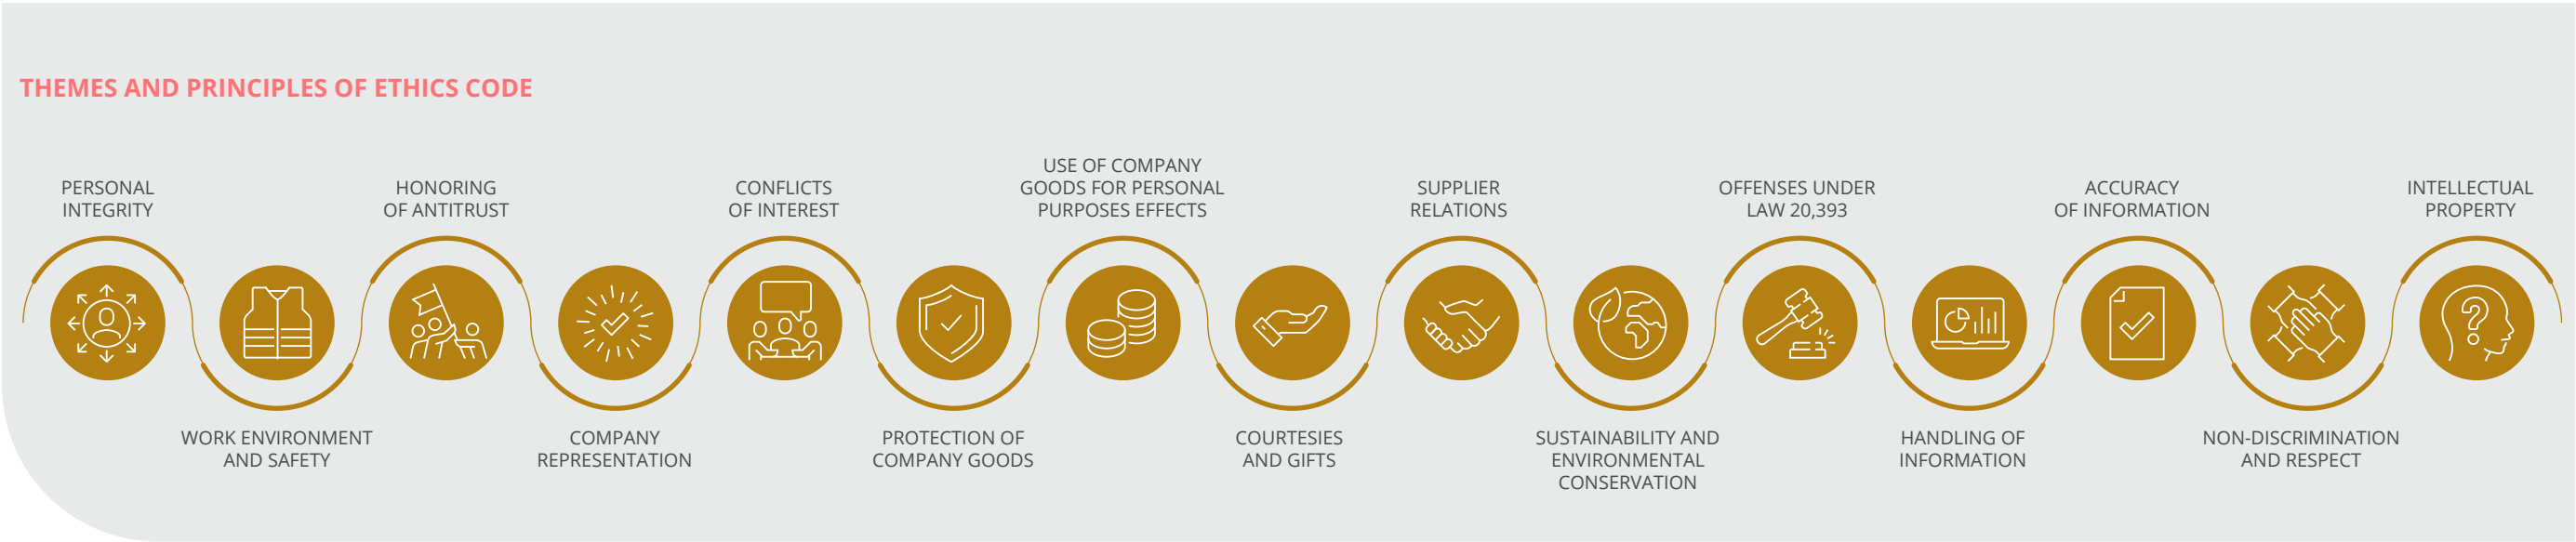 THEMES AND PRINCIPLES OF ETHICS CODE
PERSONAL
INTEGRITY
WORK ENVIRONMENT
AND SAFETY
HONORING
OF ANTITRUST
COMPANY
REPRESENTATION
CONFLICTS
OF INTEREST
PROTECTION OF
COMPANY GOODS
USE OF COMPANY
GOODS FOR PERSONAL
PURPOSES EFFECTS
COURTESIES
AND GIFTS
SUPPLIER
RELATIONS
SUSTAINABILITY AND
ENVIRONMENTAL
CONSERVATION
OFFENSES UNDER
LAW 20,393
HANDLING OF
INFORMATION
ACCURACY
OF INFORMATION
NON-DISCRIMINATION
AND RESPECT
INTELLECTUAL
PROPERTY